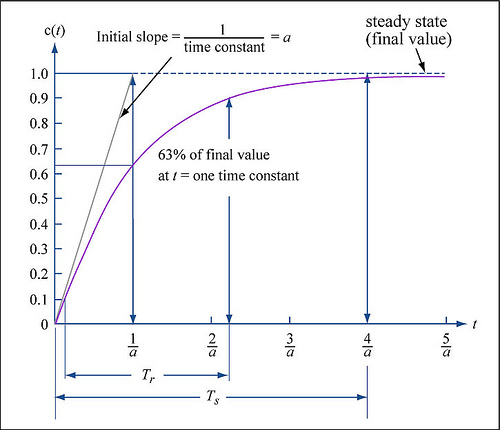 c(t)
Initial slope = 1/time constant = a
steady state
(final value)
1.0
0.9
0.8
0.7
0.6
0.5
0.4
0.3
0.2
0.1
0
63% of final value
at t = one time constant
1/a 2/a 3/a 4/a 5/a
t
Tr
Ts